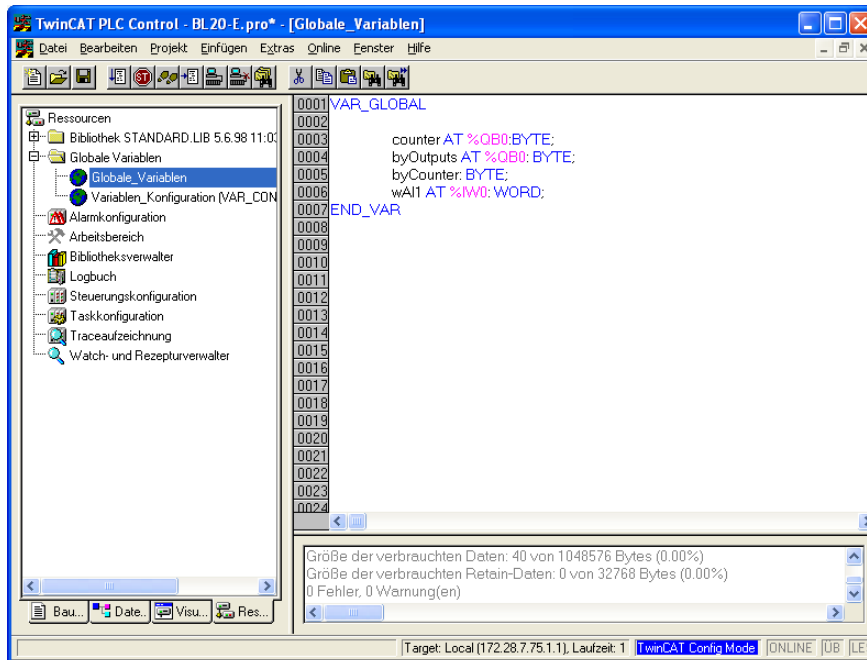 TwinCAT PLC Control - BL20-E.pro* - [Globale_Variablen]
Datei Bearbeiten Projekt Einfügen Extras Online Fenster Hilfe
Ressourcen
Bibliothek STANDARD.LIB 5.6.98 11:03
Globale Variablen
Globale_Variablen
Variablen_Konfiguration (VAR_CON
Alarmkonfiguration
Arbeitsbereich
Bibliotheksverwalter
Logbuch
Steuerungskonfiguration
Taskkonfiguration
Traceaufzeichnung
Watch- und Rezepturverwalter
Bau... Date.. Visu... Res...
0001 VAR_GLOBAL
0002
0003 counter AT %QB0:BYTE;
0004 byOutputs AT %QB0: BYTE;
0005 byCounter: BYTE;
0006 wAI1 AT %IW0: WORD;
0007 END_VAR
0008
0009
0010
0011
0012
0013
0014
0015
0016
0017
0018
0019
0020
0021
0022
0023
0024
Größe der verbrauchten Daten: 40 von 1048576 Bytes (0.00%)
Größe der verbrauchten Retain-Daten: 0 von 32768 Bytes (0.00%)
0 Fehler, 0 Warnung(en)
Target: Local (172.28.7.75.1.1), Laufzeit: 1 TwinCAT Config Mode ONLINE ÜB LE